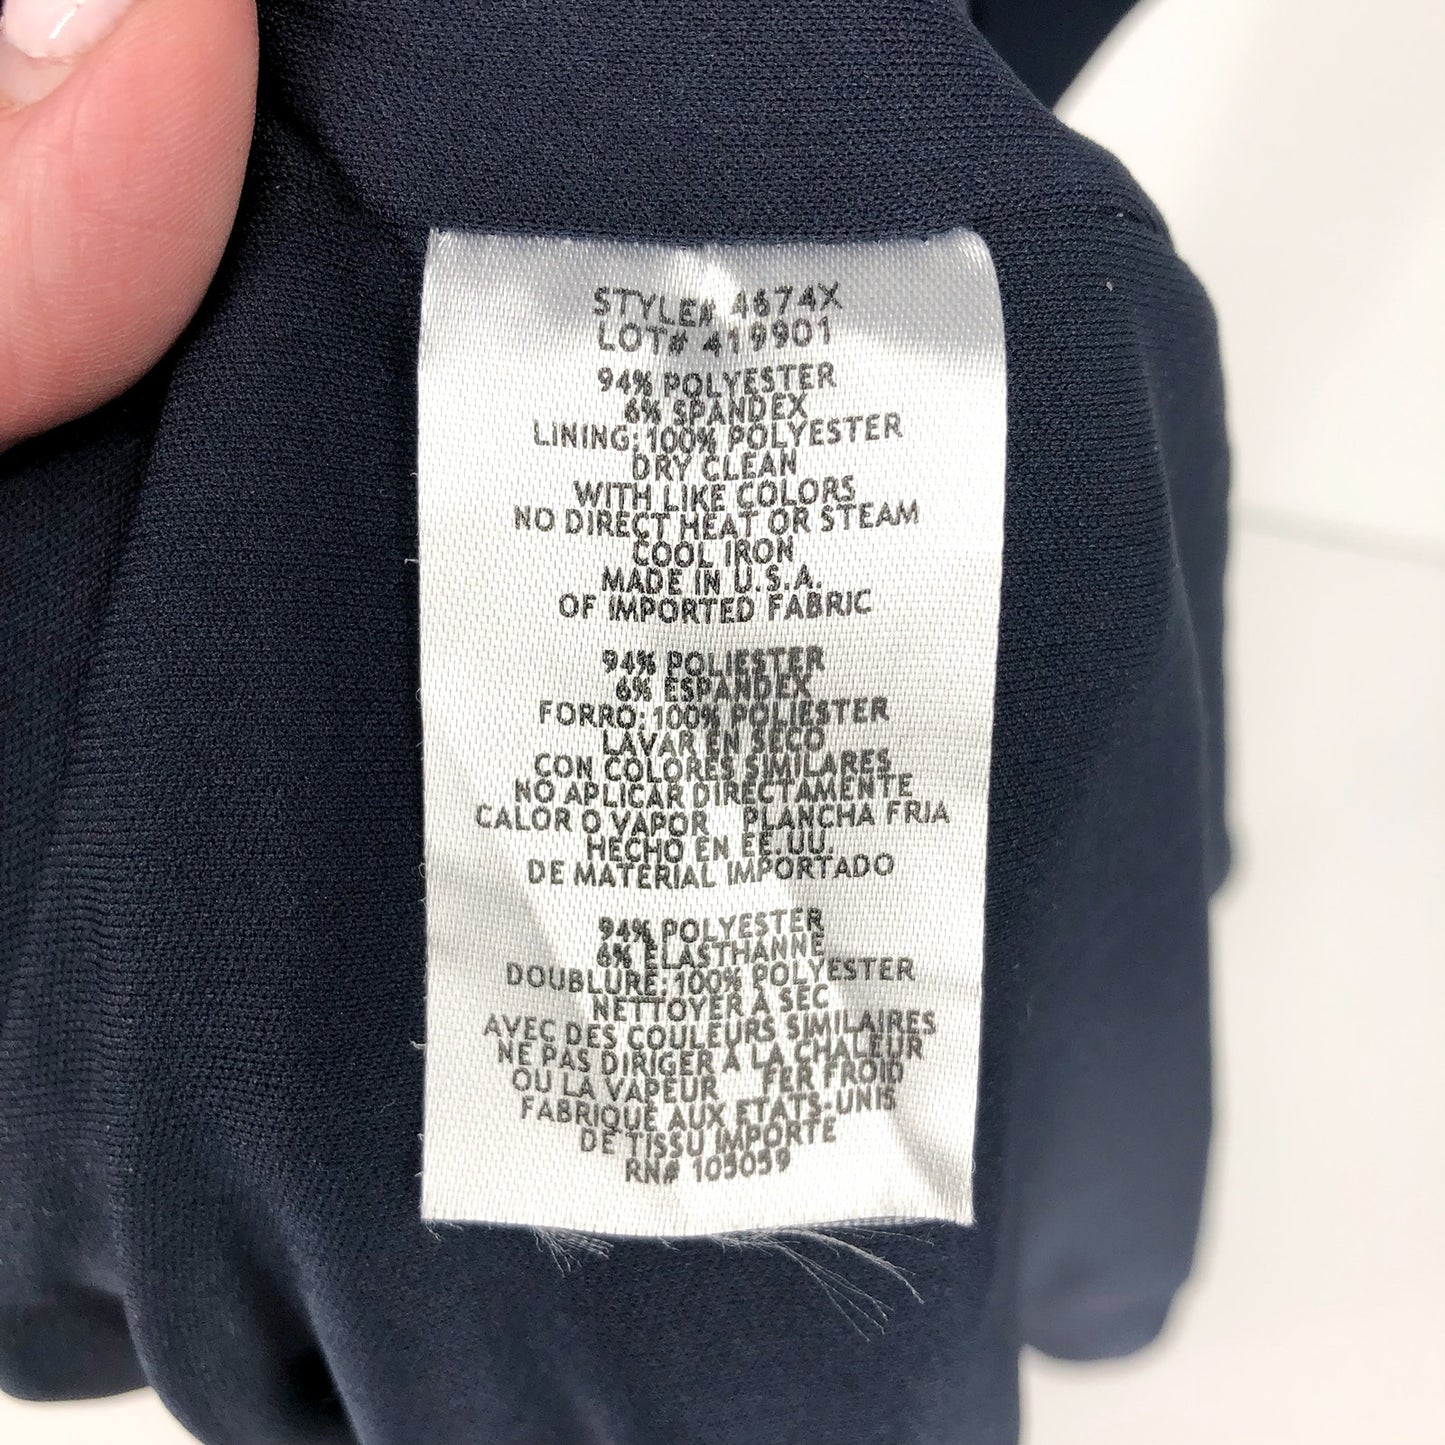 STYLE# 4674X
LOT# 419901
94% POLYESTER
6% SPANDEX
LINING: 100% POLYESTER
DRY CLEAN
WITH LIKE COLORS
NO DIRECT HEAT OR STEAM
COOL IRON
MADE IN U.S.A.
OF IMPORTED FABRIC
94% POLIESTER
6% ESPANDEX
FORRO: 100% POLIESTER
LAVAR EN SECO
CON COLORES SIMILARES
NO APLICAR DIRECTAMENTE
CALOR O VAPOR PLANCHA FRIA
HECHO EN EE.UU.
DE MATERIAL IMPORTADO
94% POLYESTER
6% ELASTHANNE
DOUBLURE: 100% POLYESTER
NETTOYER À SEC
AVEC DES COULEURS SIMILAIRES
NE PAS DIRIGER À LA CHALEUR
OU LA VAPEUR FER FROID
FABRIQUÉ AUX ETATS-UNIS
DE TISSU IMPORTE
RN# 105059